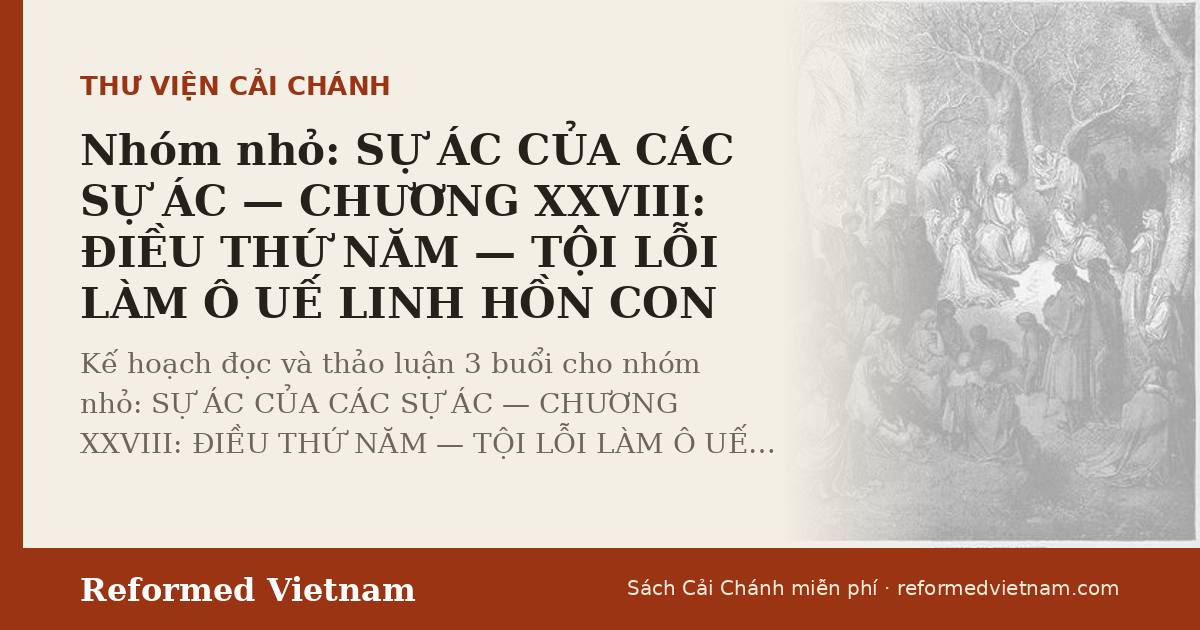 THƯ VIỆN CẢI CHÁNH
Nhóm nhỏ: SỰ ÁC CỦA CÁC
SỰ ÁC — CHƯƠNG XXVIII:
ĐIỀU THỨ NĂM — TỘI LỖI
LÀM Ô UẾ LINH HỒN CON
Kế hoạch đọc và thảo luận 3 buổi cho nhóm
nhỏ: SỰ ÁC CỦA CÁC SỰ ÁC — CHƯƠNG
XXVIII: ĐIỀU THỨ NĂM — TỘI LỖI LÀM Ô UẾ...
Reformed Vietnam
Sách Cải Chánh miễn phí · reformedvietnam.com